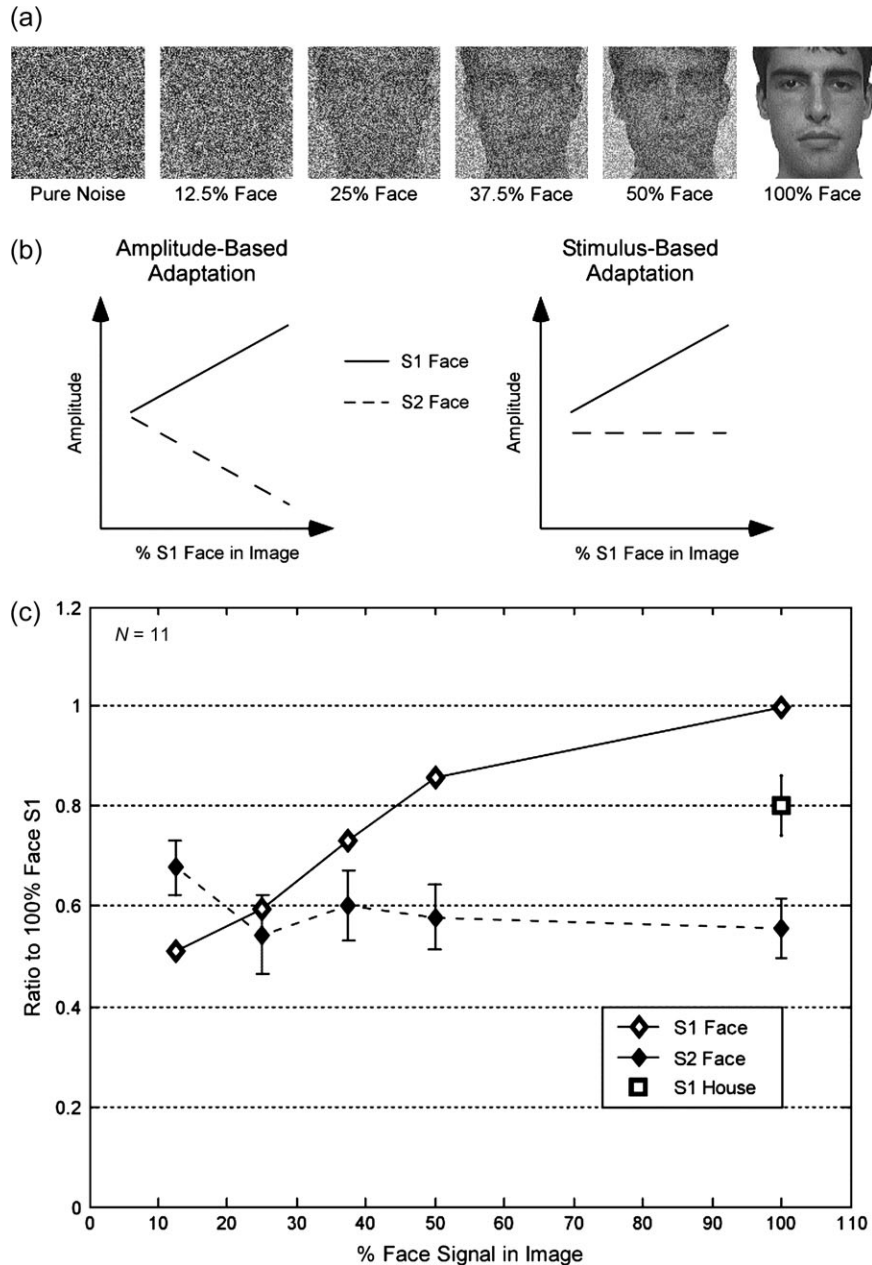 (a)
Pure Noise 12.5% Face 25% Face 37.5% Face 50% Face 100% Face
(b)
Amplitude-Based
Adaptation
Stimulus-Based
Adaptation
Amplitude
S1 Face
S2 Face
% S1 Face in Image
Amplitude
% S1 Face in Image
(c)
N = 11
Ratio to 100% Face S1
1.2
1
0.8
0.6
0.4
0.2
0
S1 Face
S2 Face
S1 House
0 10 20 30 40 50 60 70 80 90 100 110
% Face Signal in Image